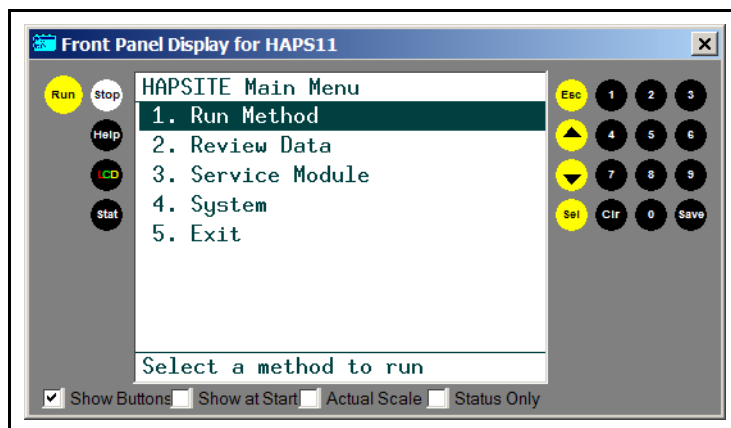 Front Panel Display for HAPS11
Run Stop
Help
LCD
Stat
HAPSITE Main Menu
1. Run Method
2. Review Data
3. Service Module
4. System
5. Exit
Select a method to run
Esc 1 2 3
4 5 6
7 8 9
Sel Clr 0 Save
Show Buttons Show at Start Actual Scale Status Only